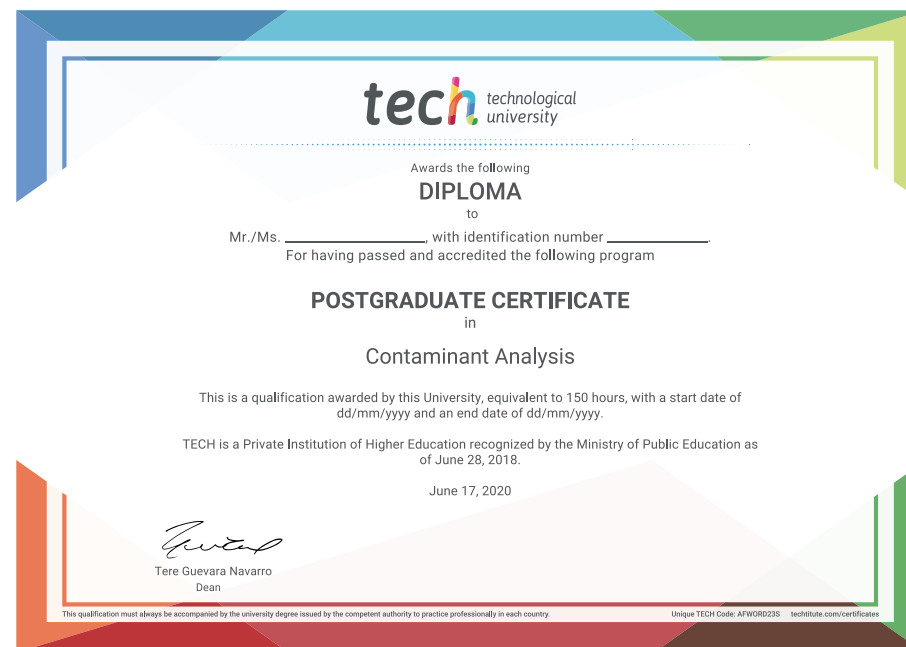 tech technological
university
Awards the following
DIPLOMA
to
Mr./Ms. ____________, with identification number ____________.
For having passed and accredited the following program
POSTGRADUATE CERTIFICATE
in
Contaminant Analysis
This is a qualification awarded by this University, equivalent to 150 hours, with a start date of
dd/mm/yyyy and an end date of dd/mm/yyyy.
TECH is a Private Institution of Higher Education recognized by the Ministry of Public Education as
of June 28, 2018.
June 17, 2020
Tere Guevara Navarro
Dean
This qualification must always be accompanied by the university degree issued by the competent authority to practice professionally in each country. Unique TECH Code: AFWORD23S techtitute.com/certificates